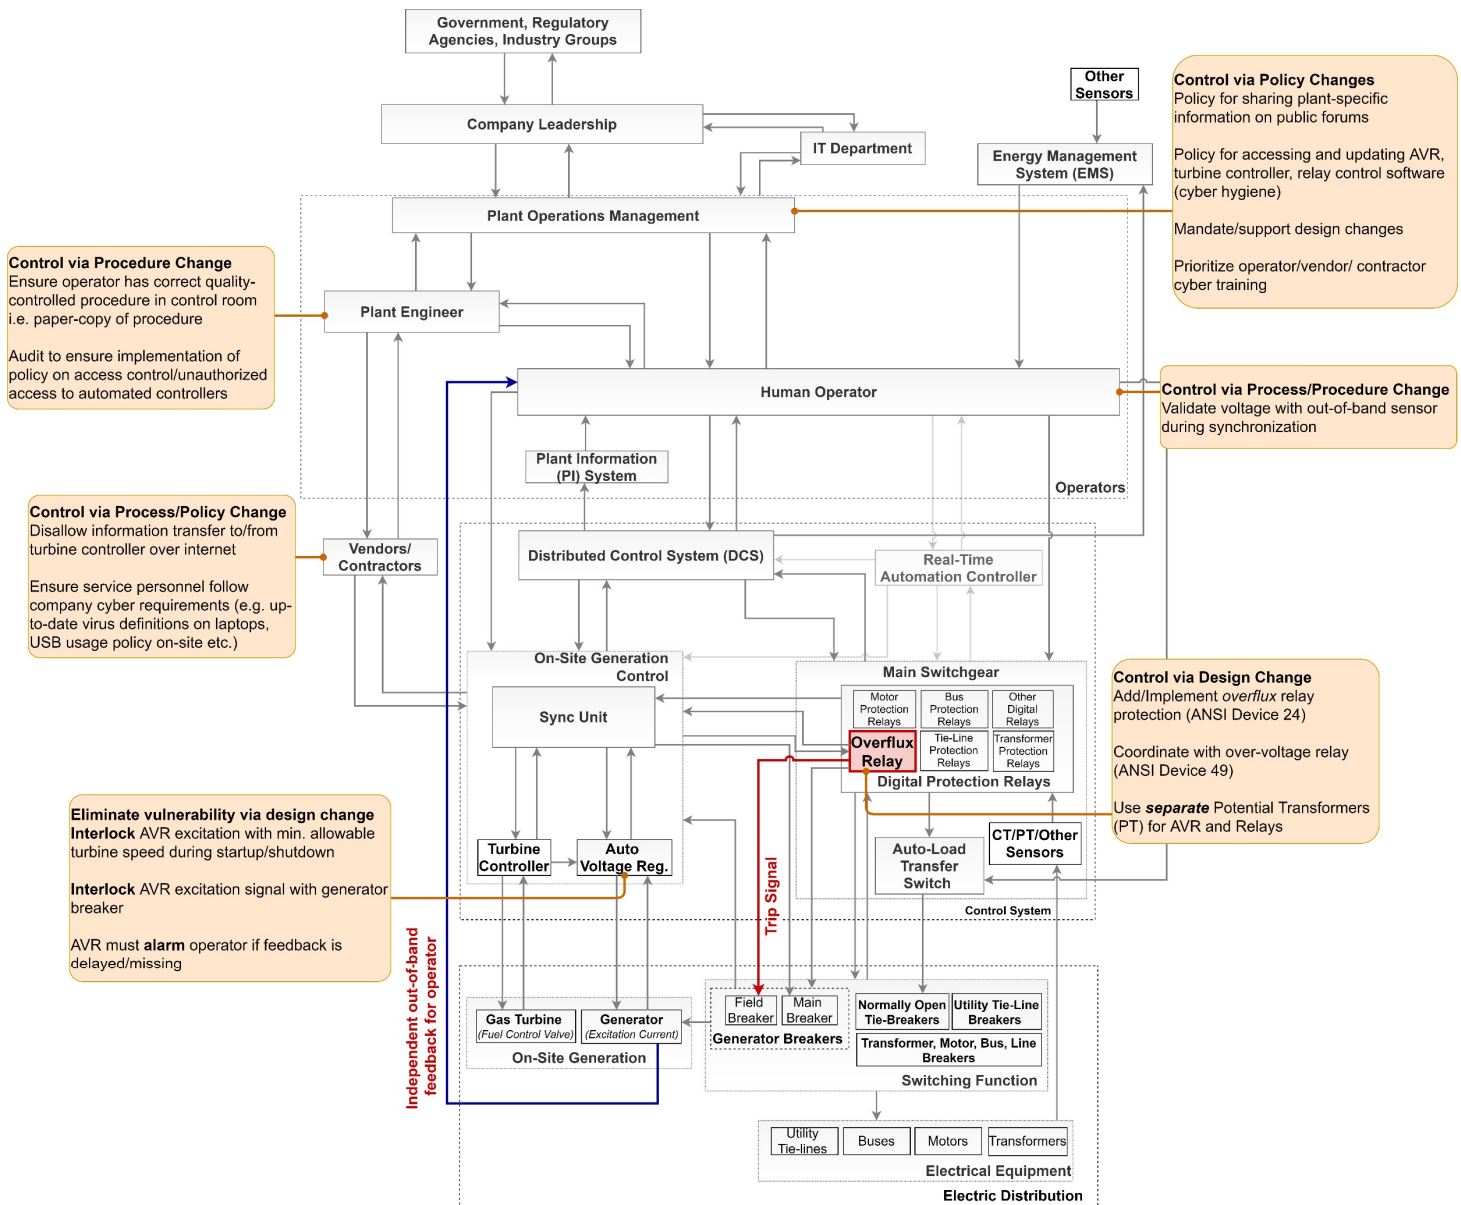 Government, Regulatory
Agencies, Industry Groups
Company Leadership
IT Department
Other
Sensors
Energy Management
System (EMS)
Control via Policy Changes
Policy for sharing plant-specific
information on public forums
Policy for accessing and updating AVR,
turbine controller, relay control software
(cyber hygiene)
Mandate/support design changes
Prioritize operator/vendor/ contractor
cyber training
Plant Operations Management
Control via Procedure Change
Ensure operator has correct quality-
controlled procedure in control room
i.e. paper-copy of procedure
Audit to ensure implementation of
policy on access control/unauthorized
access to automated controllers
Plant Engineer
Human Operator
Control via Process/Procedure Change
Validate voltage with out-of-band sensor
during synchronization
Plant Information
(PI) System
Operators
Control via Process/Policy Change
Disallow information transfer to/from
turbine controller over internet
Ensure service personnel follow
company cyber requirements (e.g. up-
to-date virus definitions on laptops,
USB usage policy on-site etc.)
Vendors/
Contractors
Distributed Control System (DCS)
Real-Time
Automation Controller
On-Site Generation
Control
Sync Unit
Main Switchgear
Motor
Protection
Relays
Bus
Protection
Relays
Other
Digital
Relays
Overflux
Relay
Tie-Line
Protection
Relays
Transformer
Protection
Relays
Digital Protection Relays
Control via Design Change
Add/Implement overflux relay
protection (ANSI Device 24)
Coordinate with over-voltage relay
(ANSI Device 49)
Use separate Potential Transformers
(PT) for AVR and Relays
Eliminate vulnerability via design change
Interlock AVR excitation with min. allowable
turbine speed during startup/shutdown
Interlock AVR excitation signal with generator
breaker
AVR must alarm operator if feedback is
delayed/missing
Turbine
Controller
Auto
Voltage Reg.
Auto-Load
Transfer
Switch
CT/PT/Other
Sensors
Control System
Trip Signal
Independent out-of-band
feedback for operator
Gas Turbine
(Fuel Control Valve)
Generator
(Excitation Current)
On-Site Generation
Field
Breaker
Main
Breaker
Generator Breakers
Normally Open
Tie-Breakers
Utility Tie-Line
Breakers
Transformer, Motor, Bus, Line
Breakers
Switching Function
Utility
Tie-lines
Buses
Motors
Transformers
Electrical Equipment
Electric Distribution